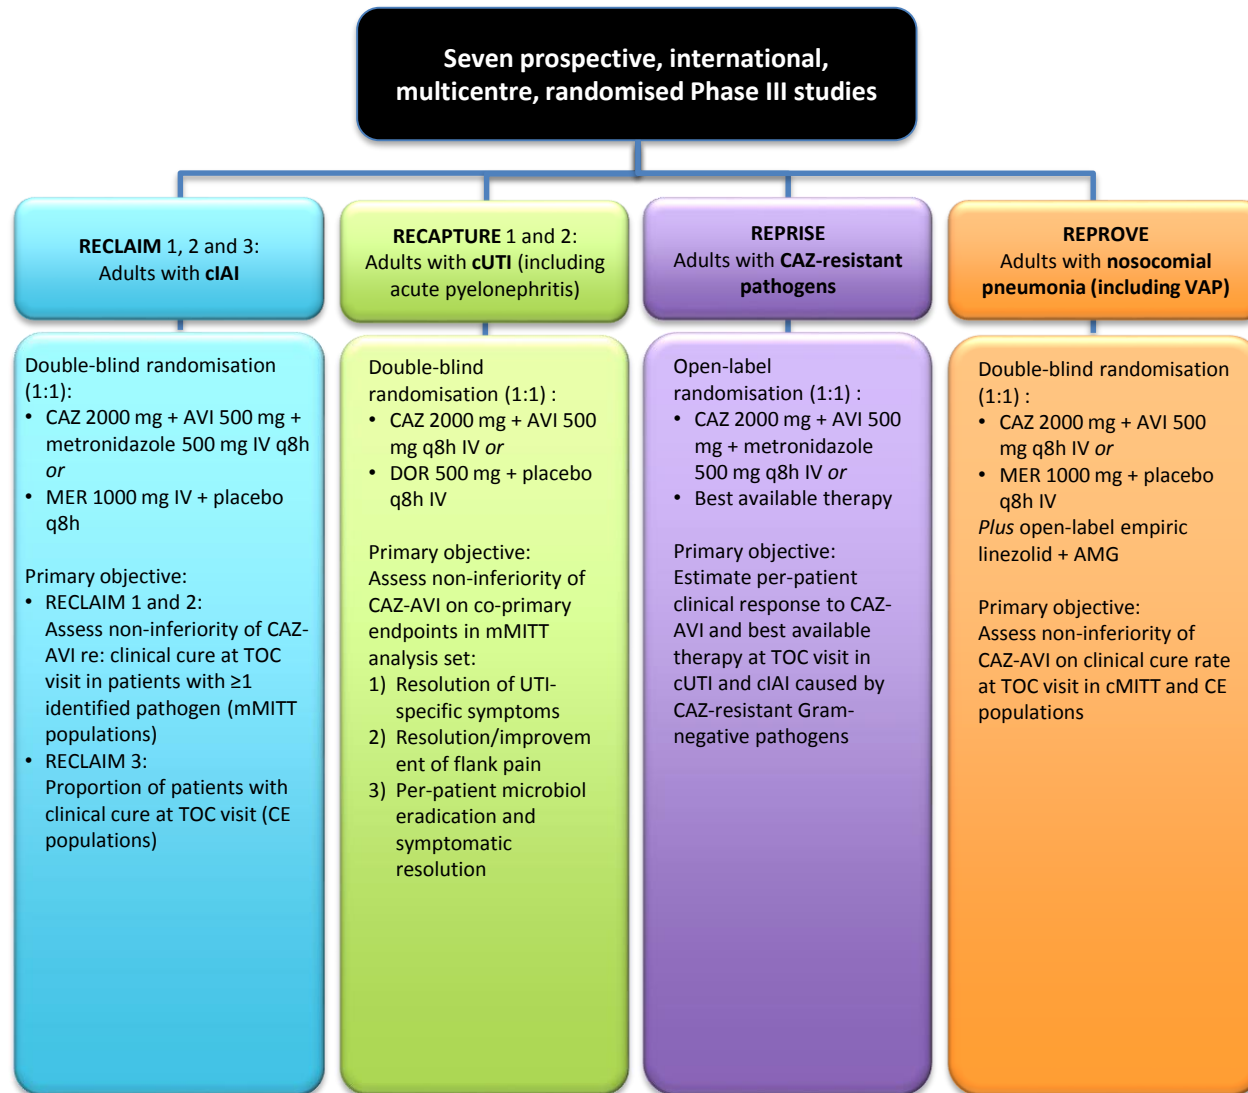 Seven prospective, international,
multicentre, randomised Phase III studies
RECLAIM 1, 2 and 3:
Adults with cIAI
RECAPTURE 1 and 2:
Adults with cUTI (including
acute pyelonephritis)
REPRISE
Adults with CAZ-resistant
pathogens
REPROVE
Adults with nosocomial
pneumonia (including VAP)
Double-blind randomisation
(1:1):
• CAZ 2000 mg + AVI 500 mg +
metronidazole 500 mg IV q8h
or
• MER 1000 mg IV + placebo
q8h
Primary objective:
• RECLAIM 1 and 2:
Assess non-inferiority of CAZ-
AVI re: clinical cure at TOC
visit in patients with ≥1
identified pathogen (mMITT
populations)
• RECLAIM 3:
Proportion of patients with
clinical cure at TOC visit (CE
populations)
Double-blind
randomisation (1:1) :
• CAZ 2000 mg + AVI 500
mg q8h IV or
• DOR 500 mg + placebo
q8h IV
Primary objective:
Assess non-inferiority of
CAZ-AVI on co-primary
endpoints in mMITT
analysis set:
1) Resolution of UTI-
specific symptoms
2) Resolution/improvem
ent of flank pain
3) Per-patient microbiol
eradication and
symptomatic
resolution
Open-label
randomisation (1:1) :
• CAZ 2000 mg + AVI 500
mg + metronidazole
500 mg q8h IV or
• Best available therapy
Primary objective:
Estimate per-patient
clinical response to CAZ-
AVI and best available
therapy at TOC visit in
cUTI and cIAI caused by
CAZ-resistant Gram-
negative pathogens
Double-blind randomisation
(1:1) :
• CAZ 2000 mg + AVI 500
mg q8h IV or
• MER 1000 mg + placebo
q8h IV
Plus open-label empiric
linezolid + AMG
Primary objective:
Assess non-inferiority of
CAZ-AVI on clinical cure rate
at TOC visit in cMITT and CE
populations